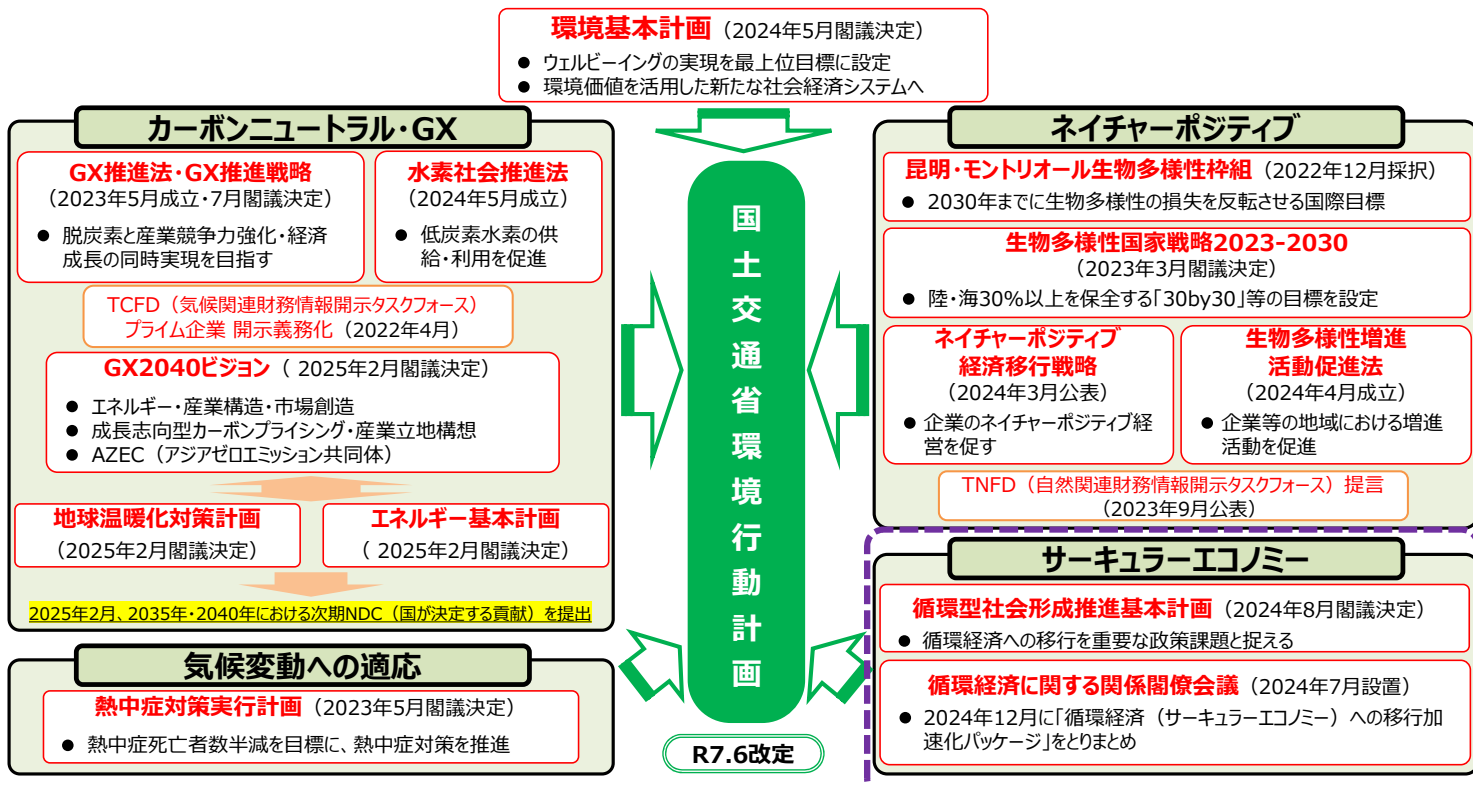 環境基本計画（2024年5月閣議決定）
● ウェルビーイングの実現を最上位目標に設定
● 環境価値を活用した新たな社会経済システムへ
カーボンニュートラル・GX
GX推進法・GX推進戦略
（2023年5月成立・7月閣議決定）
● 脱炭素と産業競争力強化・経済
成長の同時実現を目指す
水素社会推進法
（2024年5月成立）
● 低炭素水素の供
給・利用を促進
TCFD（気候関連財務情報開示タスクフォース）
プライム企業 開示義務化（2022年4月）
GX2040ビジョン（ 2025年2月閣議決定）
● エネルギー・産業構造・市場創造
● 成長志向型カーボンプライシング・産業立地構想
● AZEC（アジアゼロエミッション共同体）
地球温暖化対策計画
（2025年2月閣議決定）
エネルギー基本計画
（ 2025年2月閣議決定）
2025年2月、2035年・2040年における次期NDC（国が決定する貢献）を提出
気候変動への適応
熱中症対策実行計画（2023年5月閣議決定）
● 熱中症死亡者数半減を目標に、熱中症対策を推進
国土交通省環境行動計画
R7.6改定
ネイチャーポジティブ
昆明・モントリオール生物多様性枠組（2022年12月採択）
● 2030年までに生物多様性の損失を反転させる国際目標
生物多様性国家戦略2023-2030
（2023年3月閣議決定）
● 陸・海30％以上を保全する「30by30」等の目標を設定
ネイチャーポジティブ
経済移行戦略
（2024年3月公表）
● 企業のネイチャーポジティブ経
営を促す
生物多様性増進
活動促進法
（2024年4月成立）
● 企業等の地域における増進
活動を促進
TNFD（自然関連財務情報開示タスクフォース）提言
（2023年9月公表）
サーキュラーエコノミー
循環型社会形成推進基本計画（2024年8月閣議決定）
● 循環経済への移行を重要な政策課題と捉える
循環経済に関する関係閣僚会議（2024年7月設置）
● 2024年12月に「循環経済（サーキュラーエコノミー）への移行加
速化パッケージ」をとりまとめ